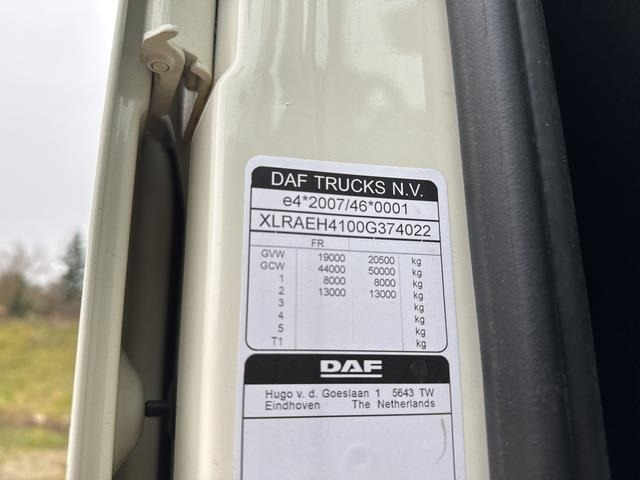 DAF TRUCKS N.V.
e4*2007/46*0001
XLRAEH4100G374022
FR
GVW 19000 20500 kg
GCW 44000 50000 kg
1 8000 8000 kg
2 13000 13000 kg
3 kg
4 kg
5 kg
T1 kg
DAF
Hugo v. d. Goeslaan 1 5643 TW
Eindhoven The Netherlands